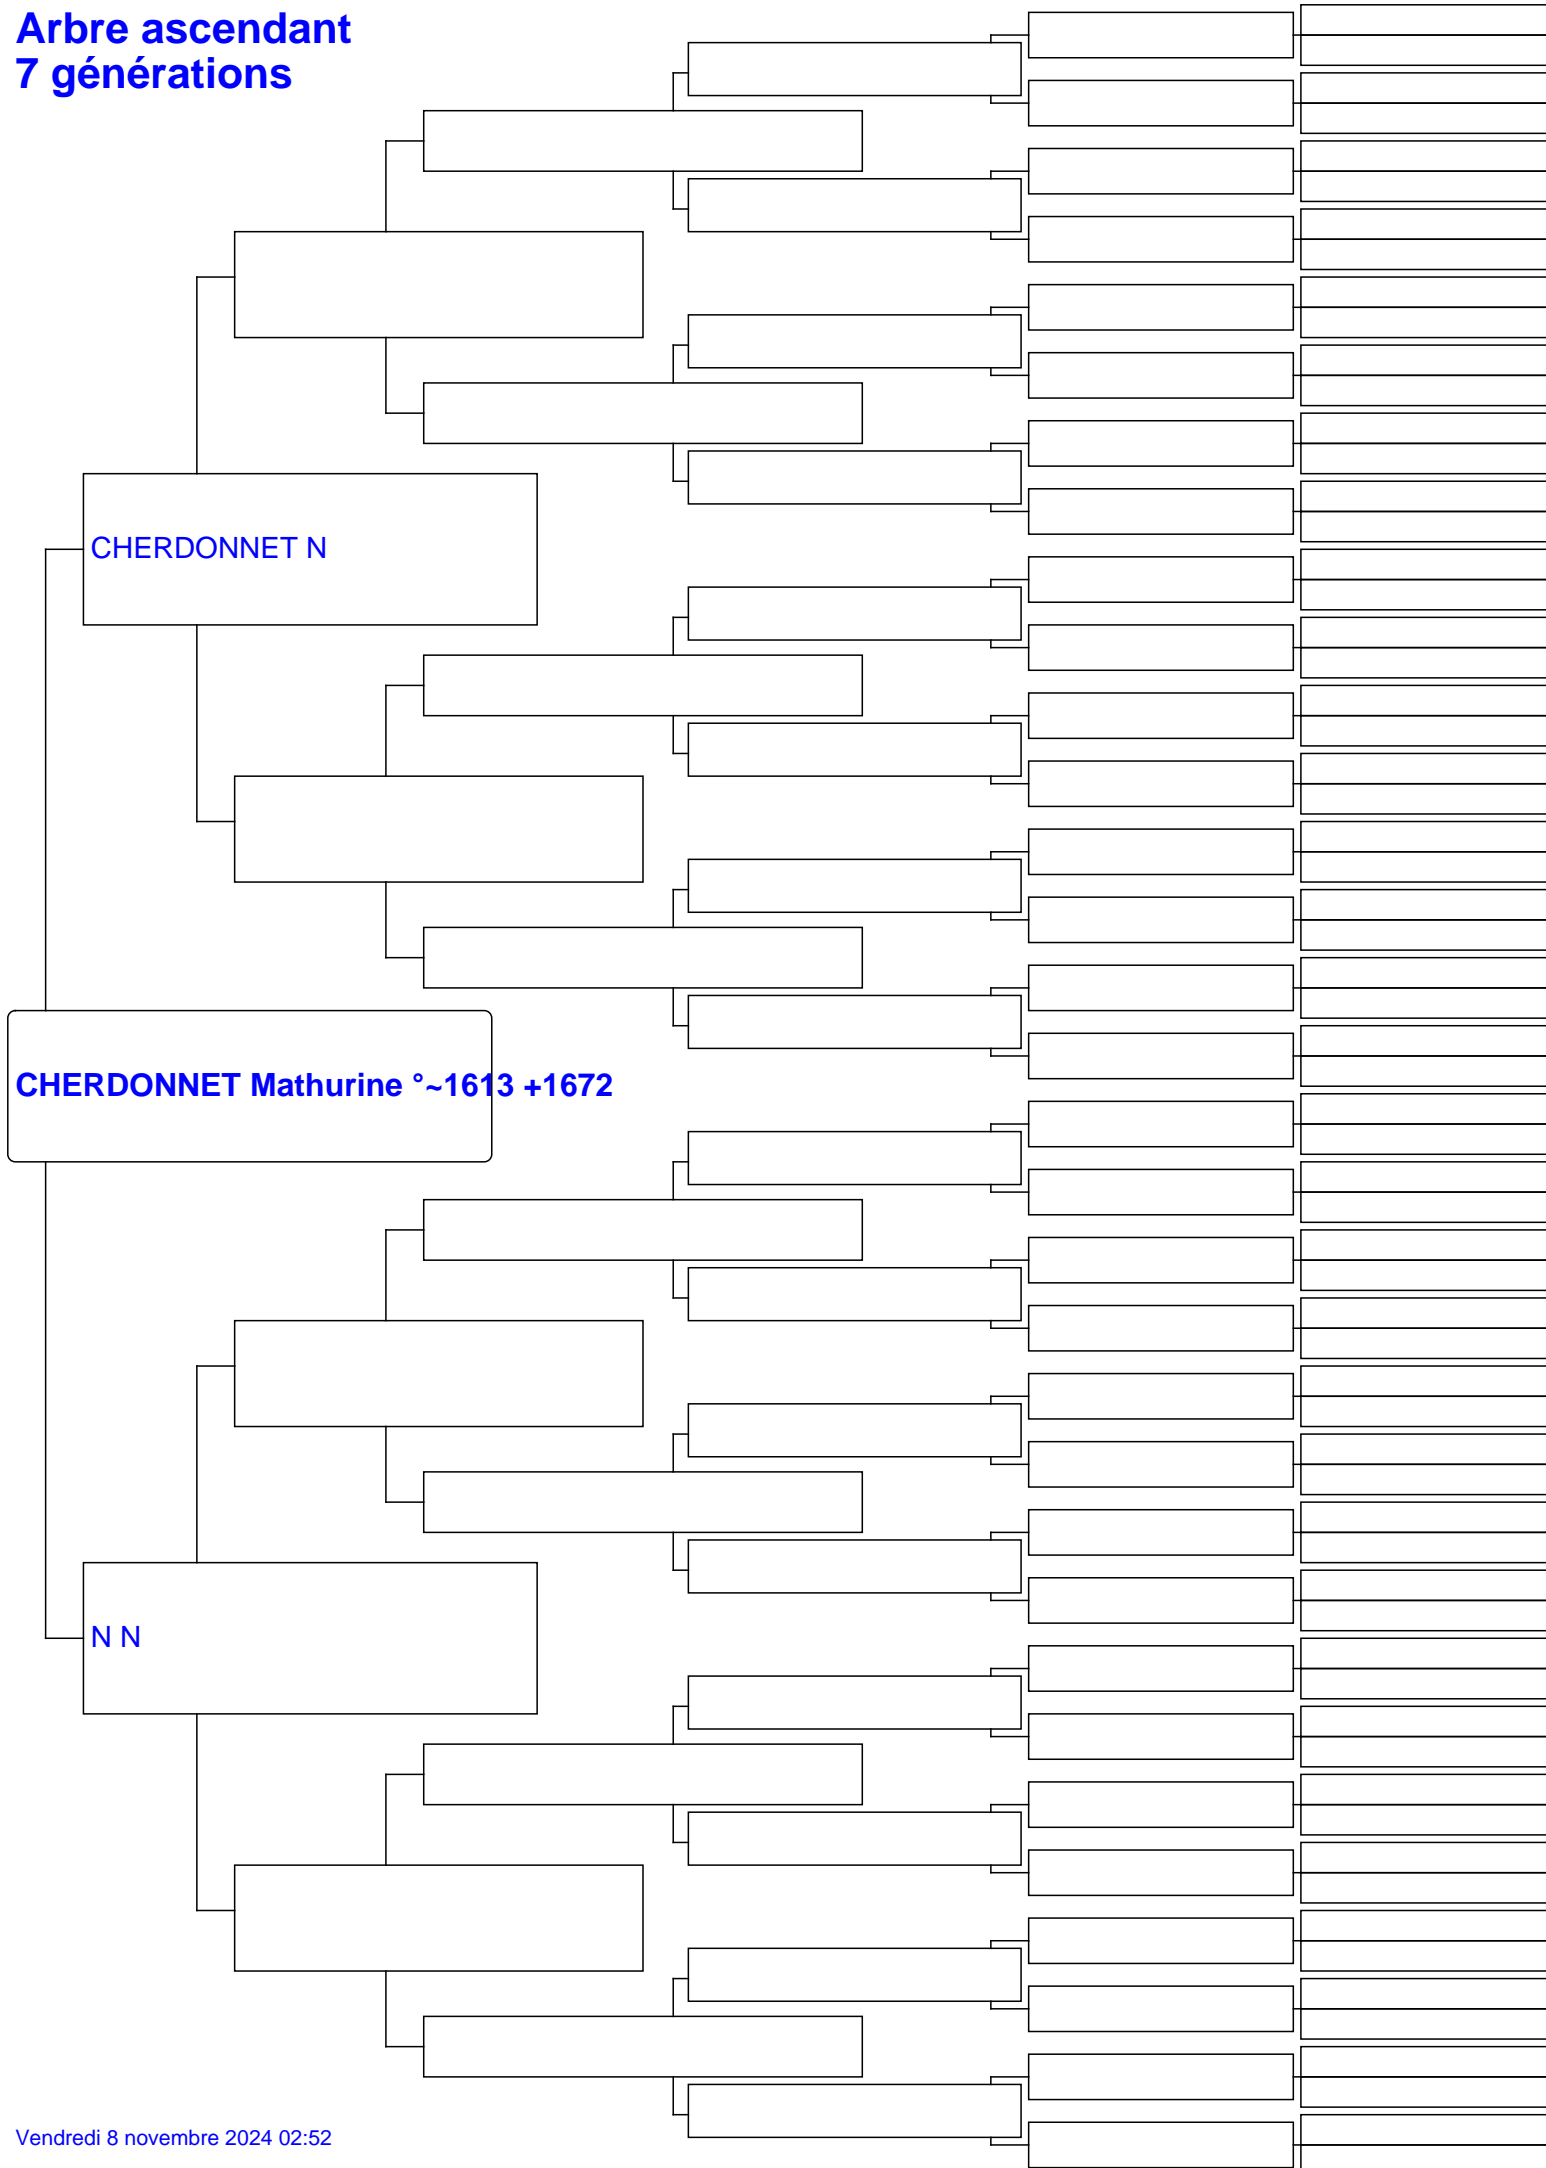 Arbre ascendant
7 générations
CHERDONNET N
CHERDONNET Mathurine °~1613 +1672
N N
Vendredi 8 novembre 2024 02:52